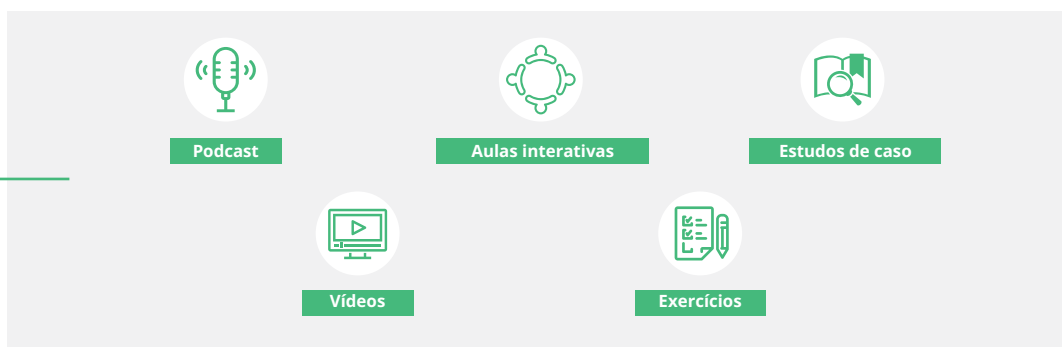 Podcast
Aulas interativas
Estudos de caso
Vídeos
Exercícios